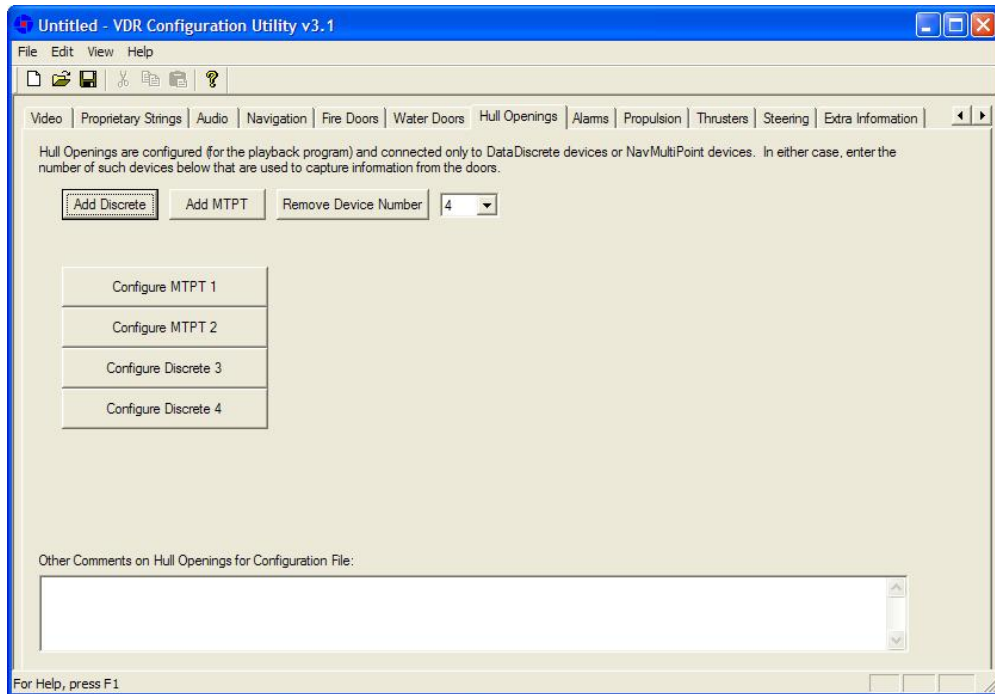 Untitled - VDR Configuration Utility v3.1
File Edit View Help
Video Proprietary Strings Audio Navigation Fire Doors Water Doors Hull Openings Alarms Propulsion Thrusters Steering Extra Information
Hull Openings are configured (for the playback program) and connected only to DataDiscrete devices or NavMultiPoint devices. In either case, enter the
number of such devices below that are used to capture information from the doors.
Add Discrete Add MTPT Remove Device Number 4
Configure MTPT 1
Configure MTPT 2
Configure Discrete 3
Configure Discrete 4
Other Comments on Hull Openings for Configuration File:
For Help, press F1